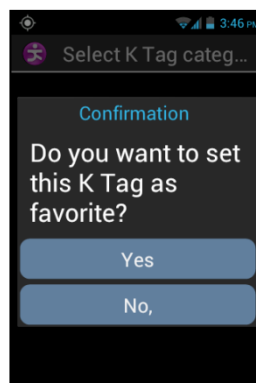 3:46 PM
Select K Tag categ...
Confirmation
Do you want to set
this K Tag as
favorite?
Yes
No,